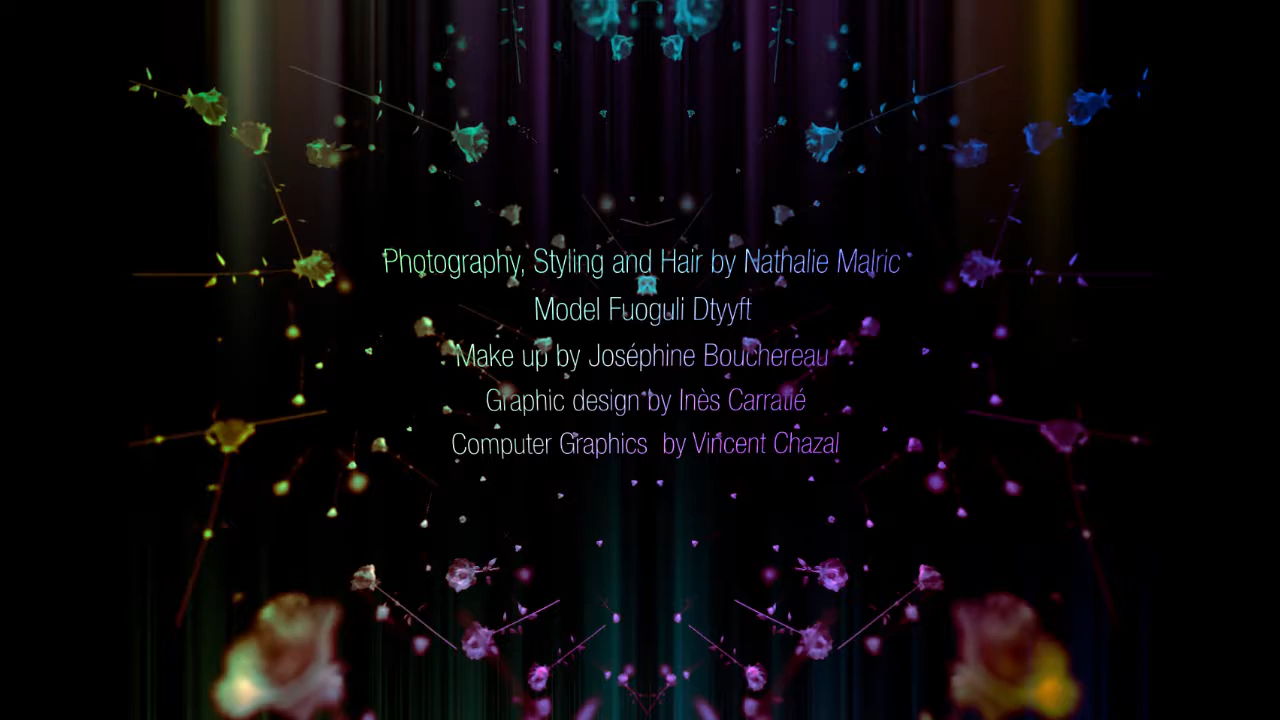 Photography, Styling and Hair by Nathalie Malric
Model Fuoguli Dtyyft
Make up by Joséphine Bouchereau
Graphic design by Inès Carratié
Computer Graphics by Vincent Chazal